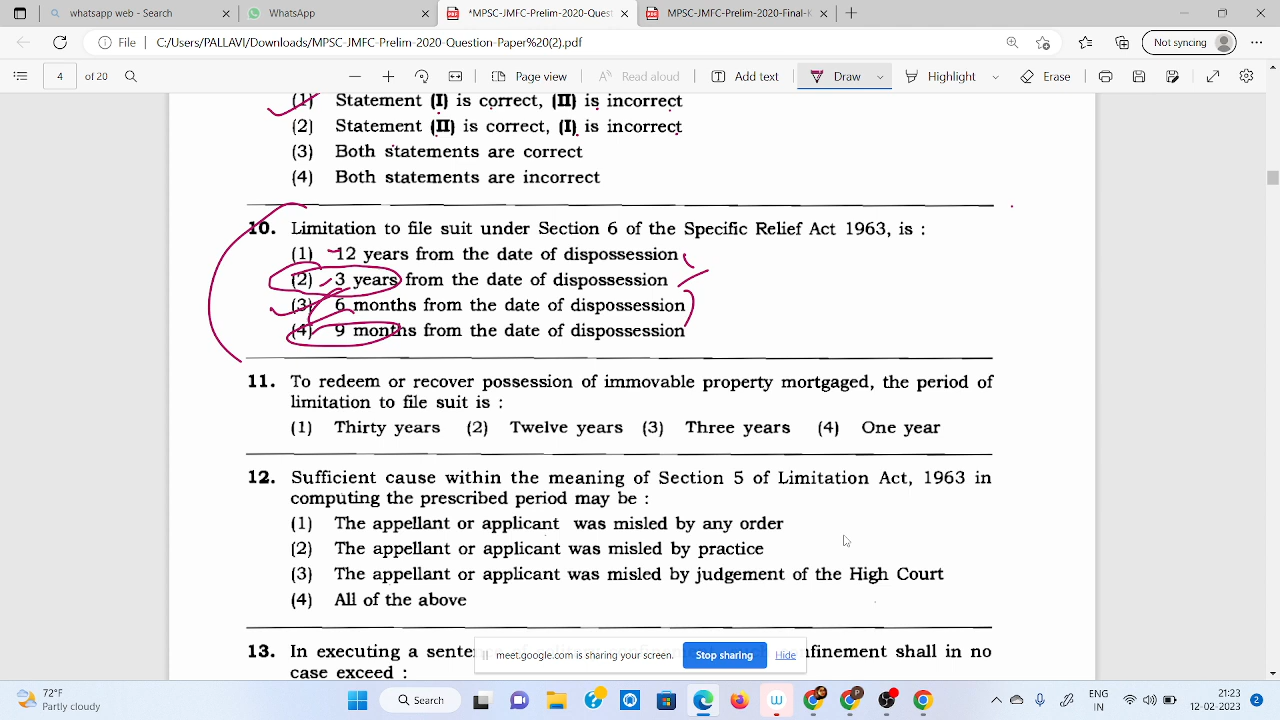 whatsapp web - Search
WhatsApp
*MPSC-JMFC-Prelim-2020-Quest
MPSC-JMFC-Prelim-2020-Final-K
File
C:/Users/PALLAVI/Downloads/MPSC_JMFC-Prelim-2020-Question-Paper%20(2).pdf
Not syncing
4 of 20
Page view
Read aloud
Add text
Draw
Highlight
Erase
(1) Statement (I) is correct, (II) is incorrect
(2) Statement (II) is correct, (I) is incorrect
(3) Both statements are correct
(4) Both statements are incorrect
10. Limitation to file suit under Section 6 of the Specific Relief Act 1963, is :
(1) 12 years from the date of dispossession
(2) 3 years from the date of dispossession
(3) 6 months from the date of dispossession
(4) 9 months from the date of dispossession
11. To redeem or recover possession of immovable property mortgaged, the period of
limitation to file suit is :
(1) Thirty years (2) Twelve years (3) Three years (4) One year
12. Sufficient cause within the meaning of Section 5 of Limitation Act, 1963 in
computing the prescribed period may be :
(1) The appellant or applicant was misled by any order
(2) The appellant or applicant was misled by practice
(3) The appellant or applicant was misled by judgement of the High Court
(4) All of the above
13. In executing a sente nfinement shall in no
case exceed :
meet.google.com is sharing your screen. Stop sharing Hide
72°F
Partly cloudy
Search
ENG
IN
21:23
12-02-2023
2